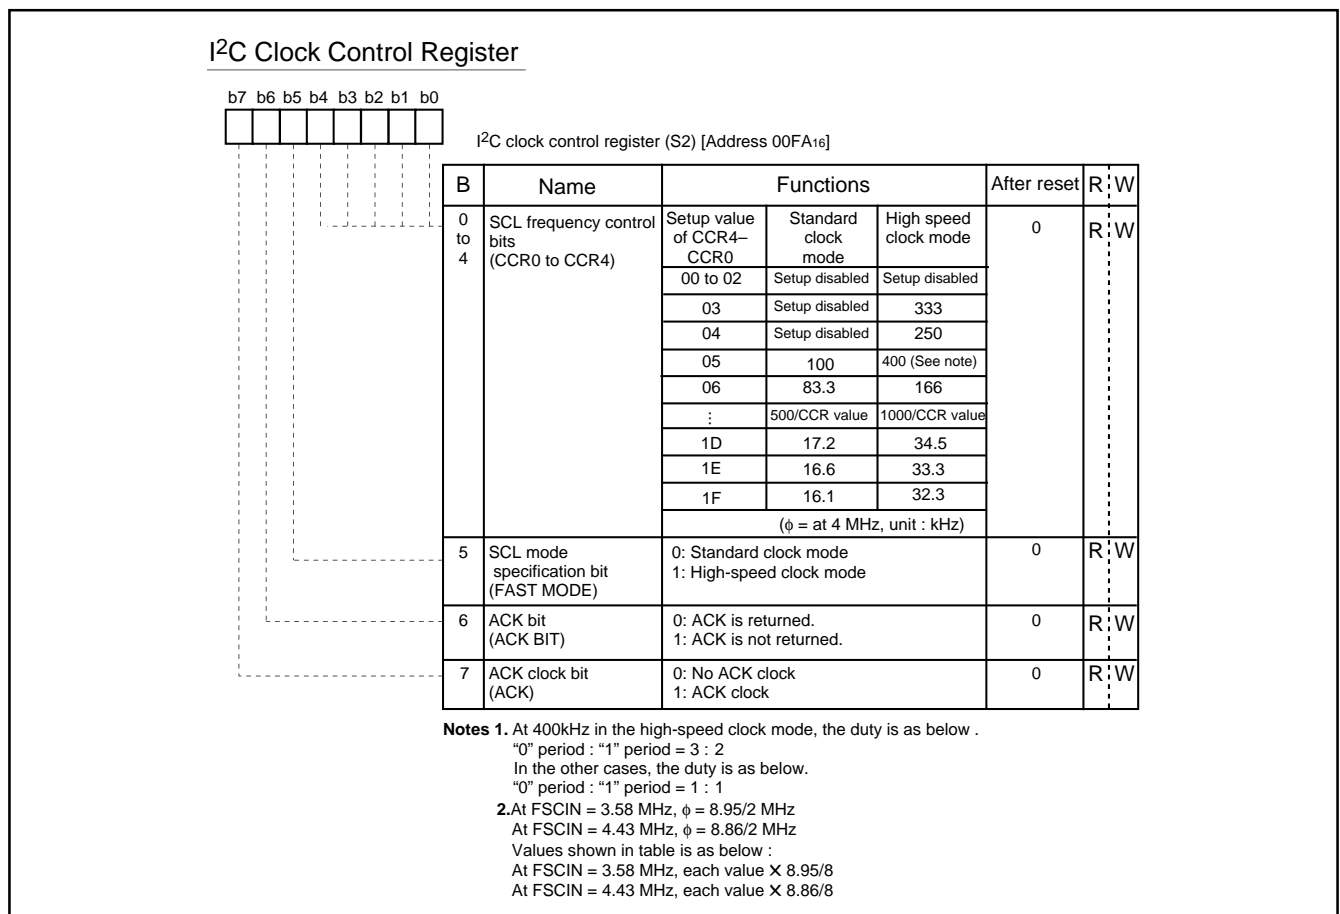 I2C Clock Control Register
b7 b6 b5 b4 b3 b2 b1 b0
I2C clock control register (S2) [Address 00FA16]
B Name Functions After reset R W
0 to 4 SCL frequency control bits (CCR0 to CCR4) 0 R W
Setup value of CCR4–CCR0 Standard clock mode High speed clock mode
00 to 02 Setup disabled Setup disabled
03 Setup disabled 333
04 Setup disabled 250
05 100 400 (See note)
06 83.3 166
⋮ 500/CCR value 1000/CCR value
1D 17.2 34.5
1E 16.6 33.3
1F 16.1 32.3
(ϕ = at 4 MHz, unit : kHz)
5 SCL mode specification bit (FAST MODE) 0: Standard clock mode 1: High-speed clock mode 0 R W
6 ACK bit (ACK BIT) 0: ACK is returned. 1: ACK is not returned. 0 R W
7 ACK clock bit (ACK) 0: No ACK clock 1: ACK clock 0 R W
Notes 1. At 400kHz in the high-speed clock mode, the duty is as below .
“0” period : “1” period = 3 : 2
In the other cases, the duty is as below.
“0” period : “1” period = 1 : 1
2.At FSCIN = 3.58 MHz, ϕ = 8.95/2 MHz
At FSCIN = 4.43 MHz, ϕ = 8.86/2 MHz
Values shown in table is as below :
At FSCIN = 3.58 MHz, each value ✕ 8.95/8
At FSCIN = 4.43 MHz, each value ✕ 8.86/8